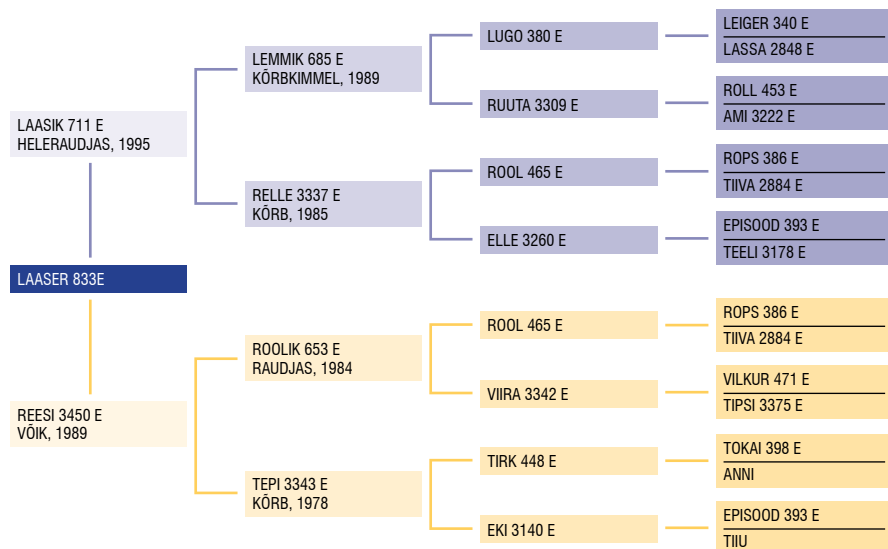 LAASIK 711 E
HELERAUDJAS, 1995
LAASER 833E
REESI 3450 E
VÕIK, 1989
LEMMIK 685 E
KÕRBKIMMEL, 1989
RELLE 3337 E
KÕRB, 1985
ROOLIK 653 E
RAUDJAS, 1984
TEPI 3343 E
KÕRB, 1978
LUGO 380 E
RUUTA 3309 E
ROOL 465 E
ELLE 3260 E
ROOL 465 E
VIIRA 3342 E
TIRK 448 E
EKI 3140 E
LEIGER 340 E
LASSA 2848 E
ROLL 453 E
AMI 3222 E
ROPS 386 E
TIIVA 2884 E
EPISOOD 393 E
TEELI 3178 E
ROPS 386 E
TIIVA 2884 E
VILKUR 471 E
TIPSI 3375 E
TOKAI 398 E
ANNI
EPISOOD 393 E
TIIU